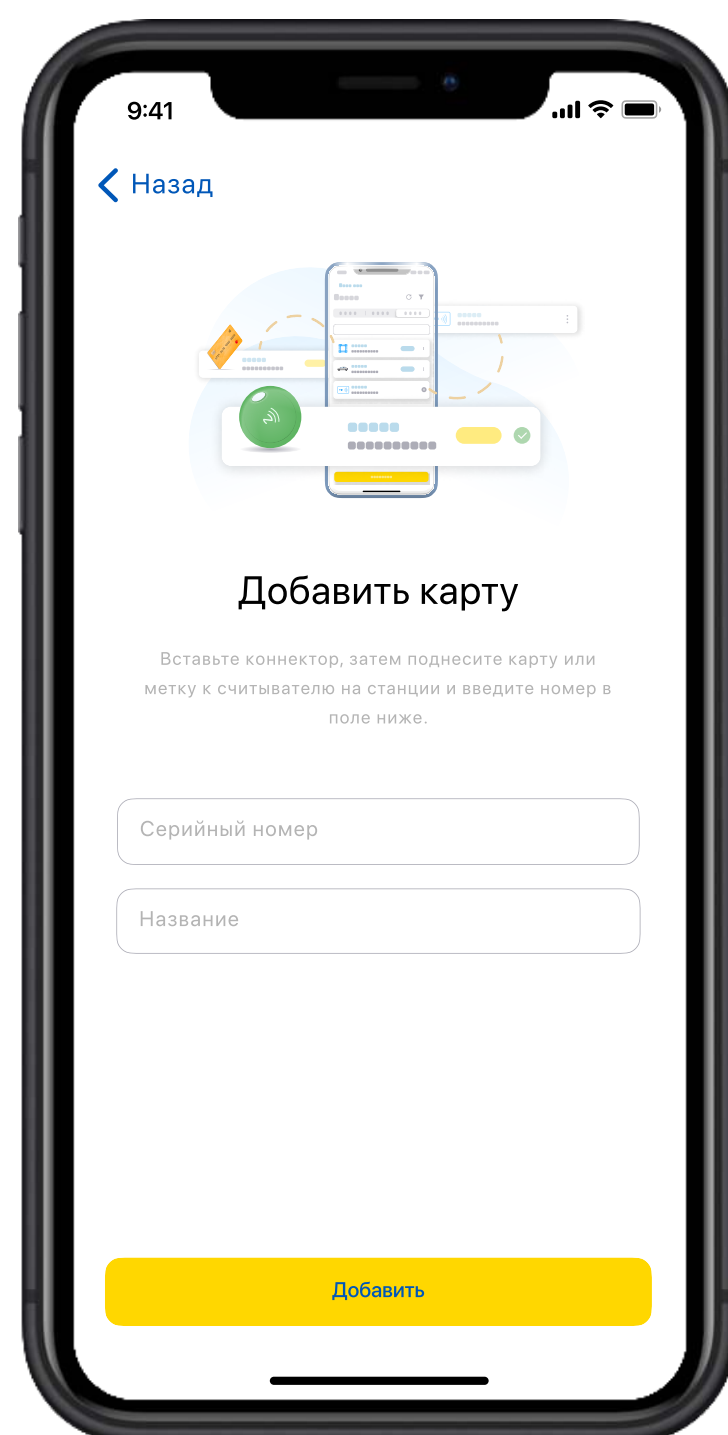 9:41
Назад
Добавить карту
Вставьте коннектор, затем поднесите карту или
метку к считывателю на станции и введите номер в
поле ниже.
Серийный номер
Название
Добавить